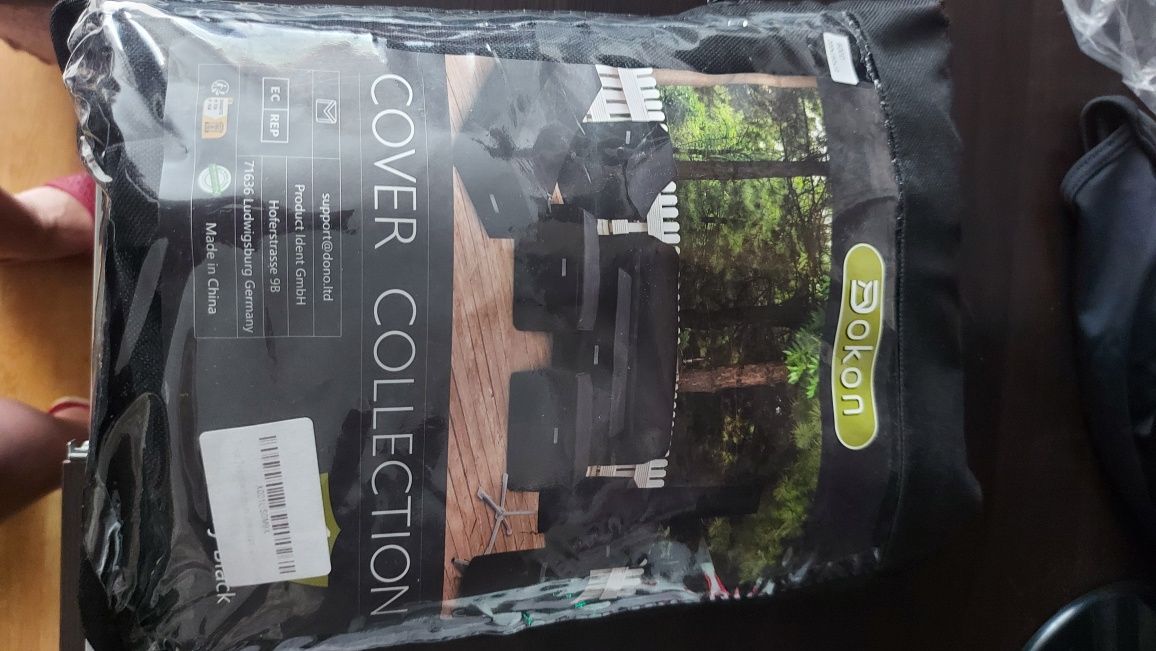 Dokon
COVER COLLECTION
support@dono.ltd
EC REP
Product Ident GmbH
Hoferstrasse 9B
71636 Ludwigsburg Germany
Made in China
Black